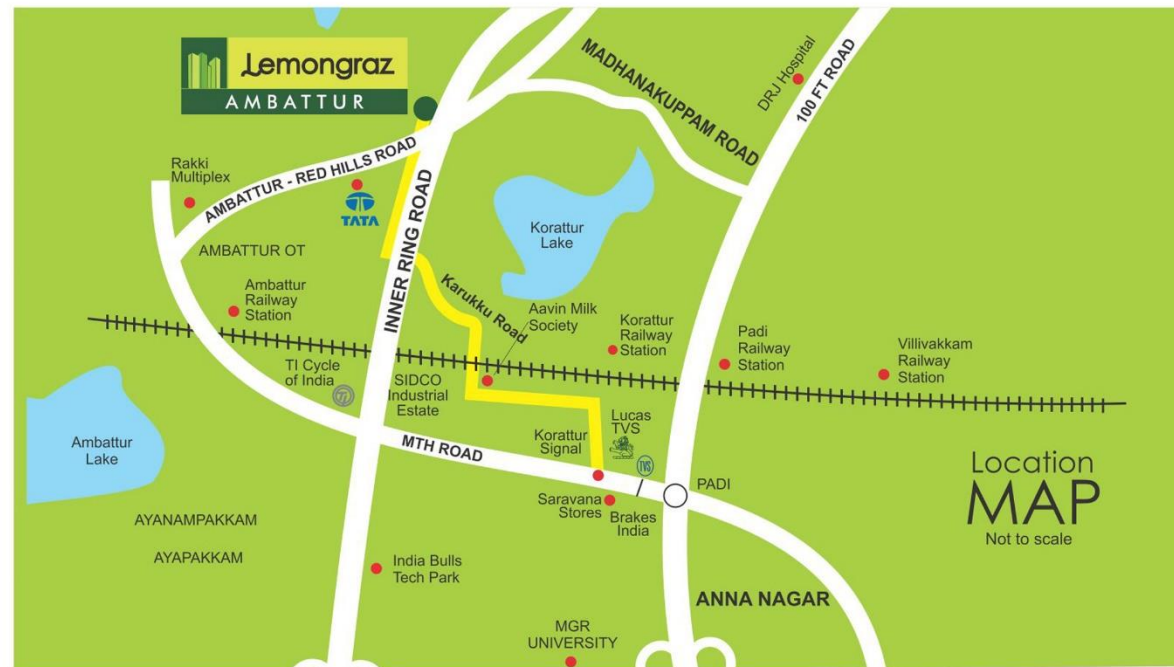 Lemongraz
AMBATTUR
MADHANAKUPPAM ROAD
DRJ Hospital
100 FT ROAD
Rakki
Multiplex
AMBATTUR - RED HILLS ROAD
TATA
INNER RING ROAD
Korattur
Lake
AMBATTUR OT
Ambattur
Railway
Station
Karukku Road
Aavin Milk
Society
Korattur
Railway
Station
Padi
Railway
Station
Villivakkam
Railway
Station
TI Cycle
of India
SIDCO
Industrial
Estate
Lucas
TVS
Korattur
Signal
TVS
Ambattur
Lake
MTH ROAD
PADI
Saravana
Stores
Brakes
India
Location
MAP
Not to scale
AYANAMPAKKAM
AYAPAKKAM
India Bulls
Tech Park
ANNA NAGAR
MGR
UNIVERSITY